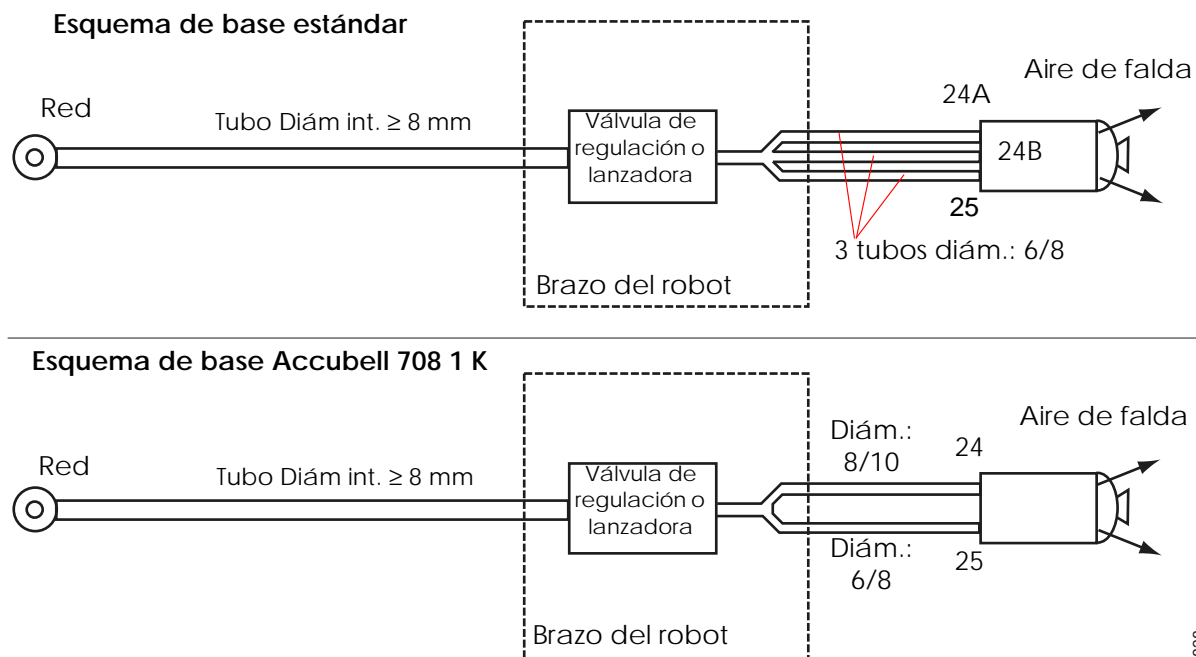 Esquema de base estándar
Red
Tubo Diám int. ≥ 8 mm
Válvula de
regulación o
lanzadora
24A
24B
25
Aire de falda
3 tubos diám.: 6/8
Brazo del robot
Esquema de base Accubell 708 1 K
Red
Tubo Diám int. ≥ 8 mm
Válvula de
regulación o
lanzadora
Diám.:
8/10
24
Aire de falda
Diám.:
6/8
25
Brazo del robot